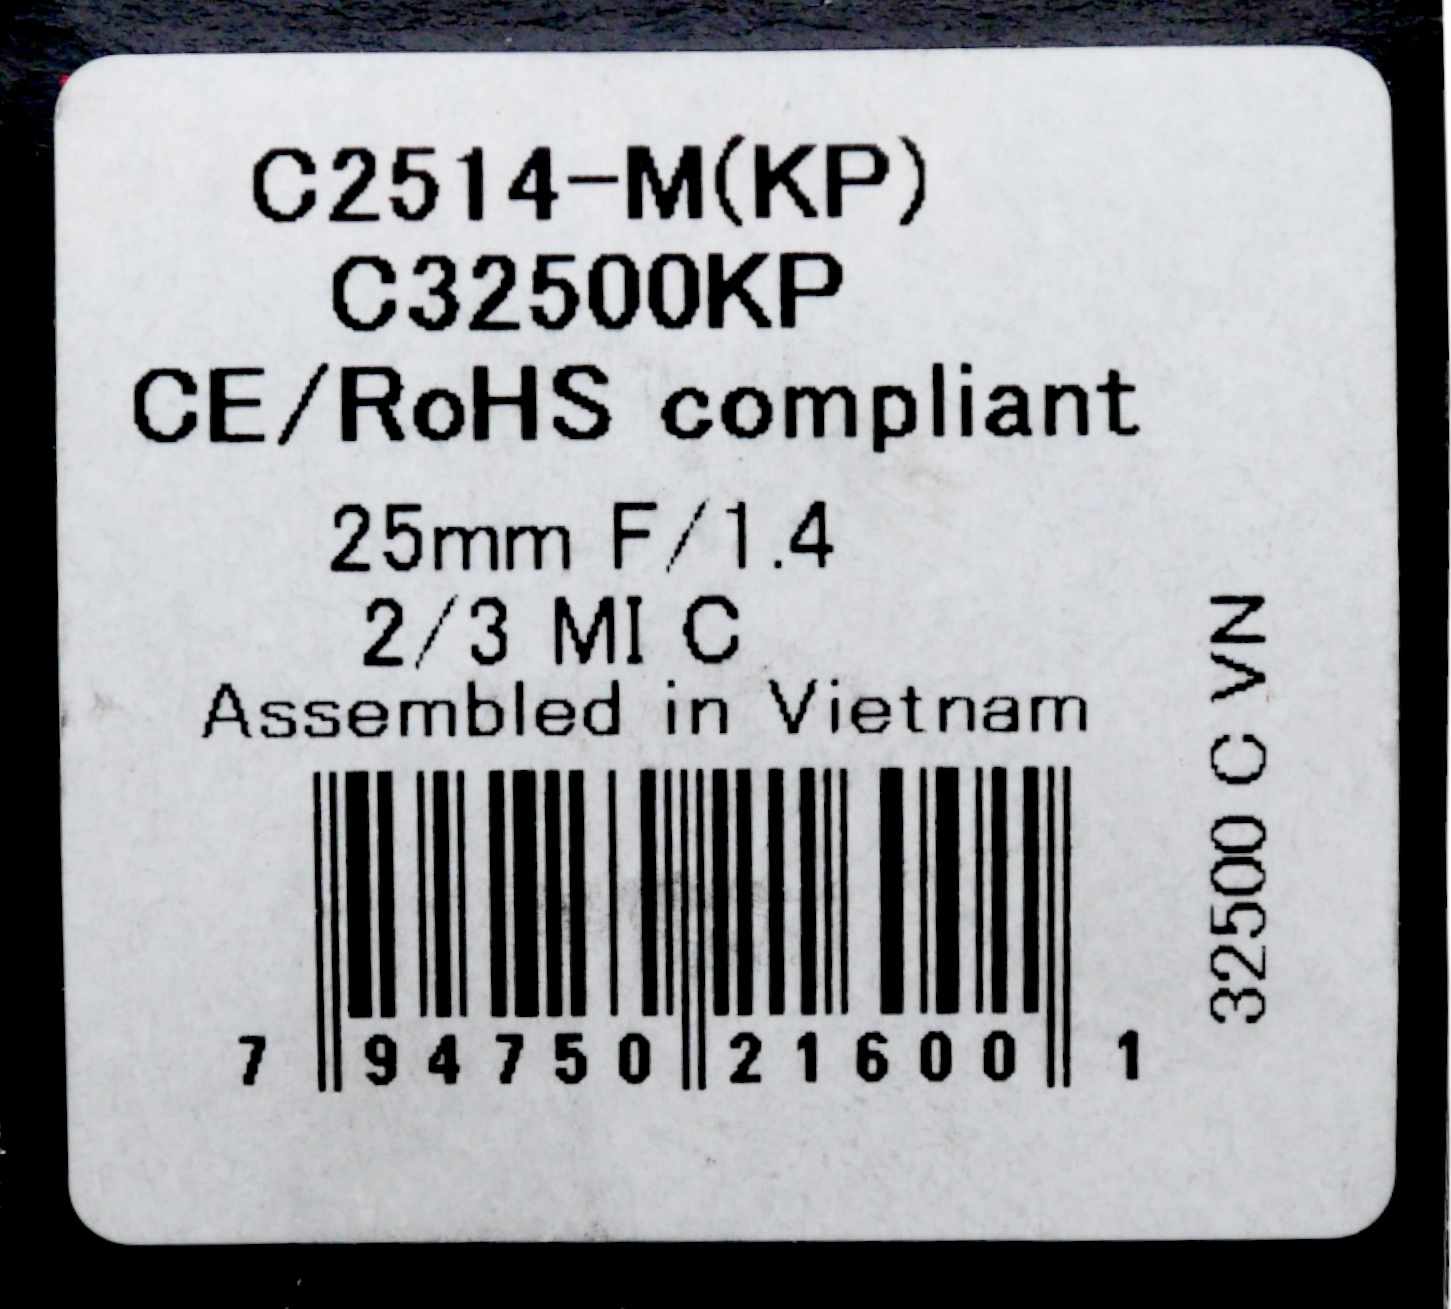 C2514-M(KP)
C32500KP
CE/RoHS compliant
25mm F/1.4
2/3 MI C
Assembled in Vietnam
7 94750 21600 1
32500 C VN